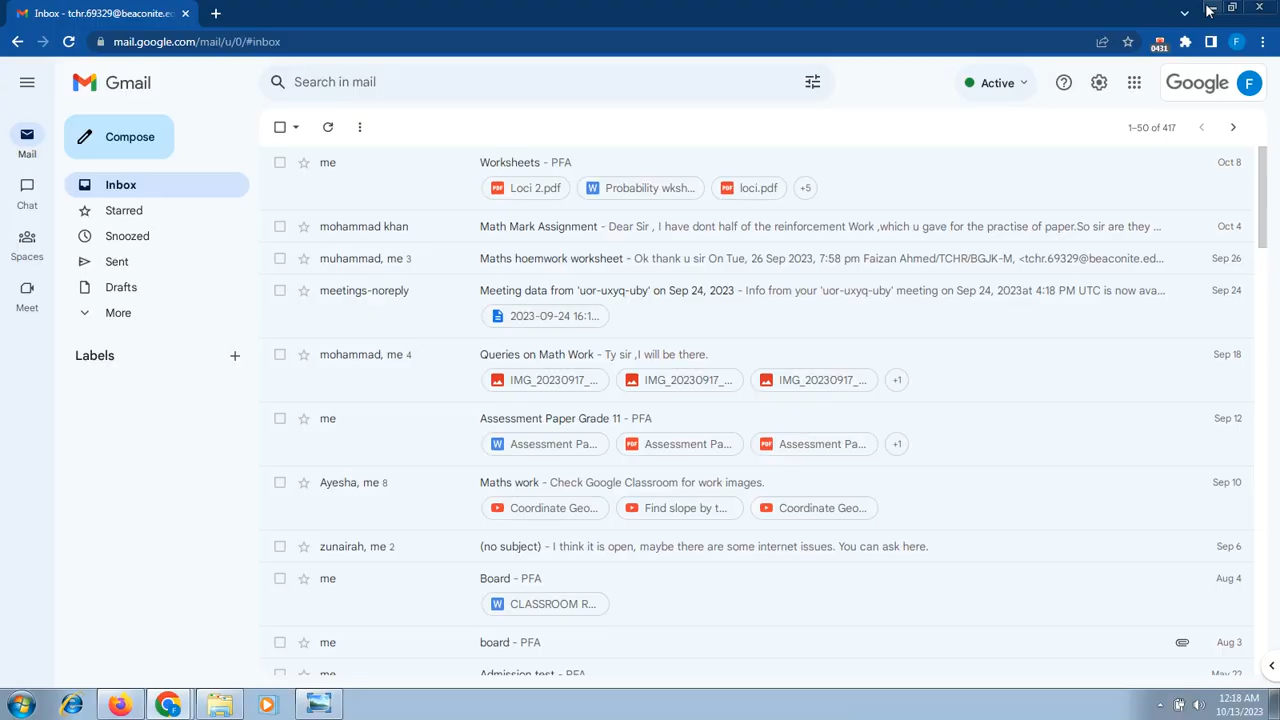 Inbox - tchr.69329@beaconite.ec
mail.google.com/mail/u/0/#inbox
0431
F
Gmail
Search in mail
Active
Google
F
Mail
Compose
1–50 of 417
Inbox
me
Worksheets - PFA
Oct 8
Chat
Loci 2.pdf
Probability wksh...
loci.pdf
+5
Starred
Snoozed
mohammad khan
Math Mark Assignment - Dear Sir , I have dont half of the reinforcement Work ,which u gave for the practise of paper.So sir are they ...
Oct 4
Spaces
Sent
muhammad, me 3
Maths hoemwork worksheet - Ok thank u sir On Tue, 26 Sep 2023, 7:58 pm Faizan Ahmed/TCHR/BGJK-M, <tchr.69329@beaconite.ed...
Sep 26
Drafts
meetings-noreply
Meeting data from 'uor-uxyq-uby' on Sep 24, 2023 - Info from your 'uor-uxyq-uby' meeting on Sep 24, 2023at 4:18 PM UTC is now ava...
Sep 24
Meet
More
2023-09-24 16:1...
Labels
mohammad, me 4
Queries on Math Work - Ty sir ,I will be there.
Sep 18
IMG_20230917_...
IMG_20230917_...
IMG_20230917_...
+1
me
Assessment Paper Grade 11 - PFA
Sep 12
Assessment Pa...
Assessment Pa...
Assessment Pa...
+1
Ayesha, me 8
Maths work - Check Google Classroom for work images.
Sep 10
Coordinate Geo...
Find slope by t...
Coordinate Geo...
zunairah, me 2
(no subject) - I think it is open, maybe there are some internet issues. You can ask here.
Sep 6
me
Board - PFA
Aug 4
CLASSROOM R...
me
board - PFA
Aug 3
me
Admission test - PFA
May 22
12:18 AM
10/13/2023